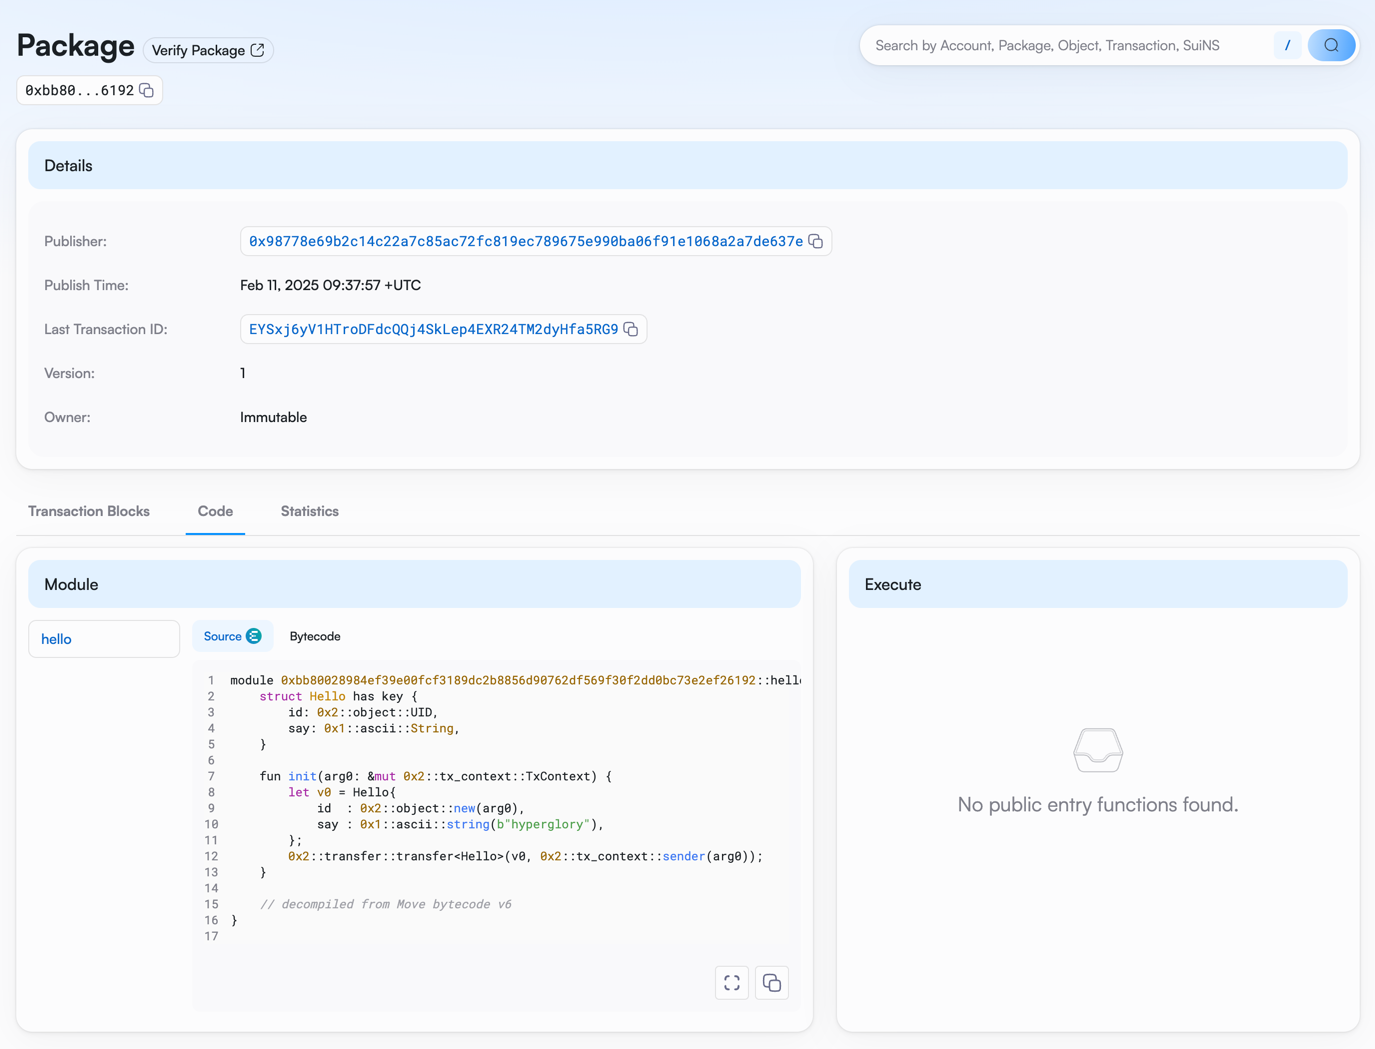 Package
Verify Package
Search by Account, Package, Object, Transaction, SuiNS
/
0xbb80...6192
Details
Publisher: 0x98778e69b2c14c22a7c85ac72fc819ec789675e990ba06f91e1068a2a7de637e
Publish Time: Feb 11, 2025 09:37:57 +UTC
Last Transaction ID: EYSxj6yV1HTroDFdcQQj4SkLep4EXR24TM2dyHfa5RG9
Version: 1
Owner: Immutable
Transaction Blocks Code Statistics
Module
hello
Source Bytecode
1 module 0xbb80028984ef39e00fcf3189dc2b8856d90762df569f30f2dd0bc73e2ef26192::hello
2     struct Hello has key {
3         id: 0x2::object::UID,
4         say: 0x1::ascii::String,
5     }
6
7     fun init(arg0: &mut 0x2::tx_context::TxContext) {
8         let v0 = Hello{
9             id  : 0x2::object::new(arg0),
10             say : 0x1::ascii::string(b"hyperglory"),
11         };
12         0x2::transfer::transfer<Hello>(v0, 0x2::tx_context::sender(arg0));
13     }
14
15     // decompiled from Move bytecode v6
16 }
17
Execute
No public entry functions found.